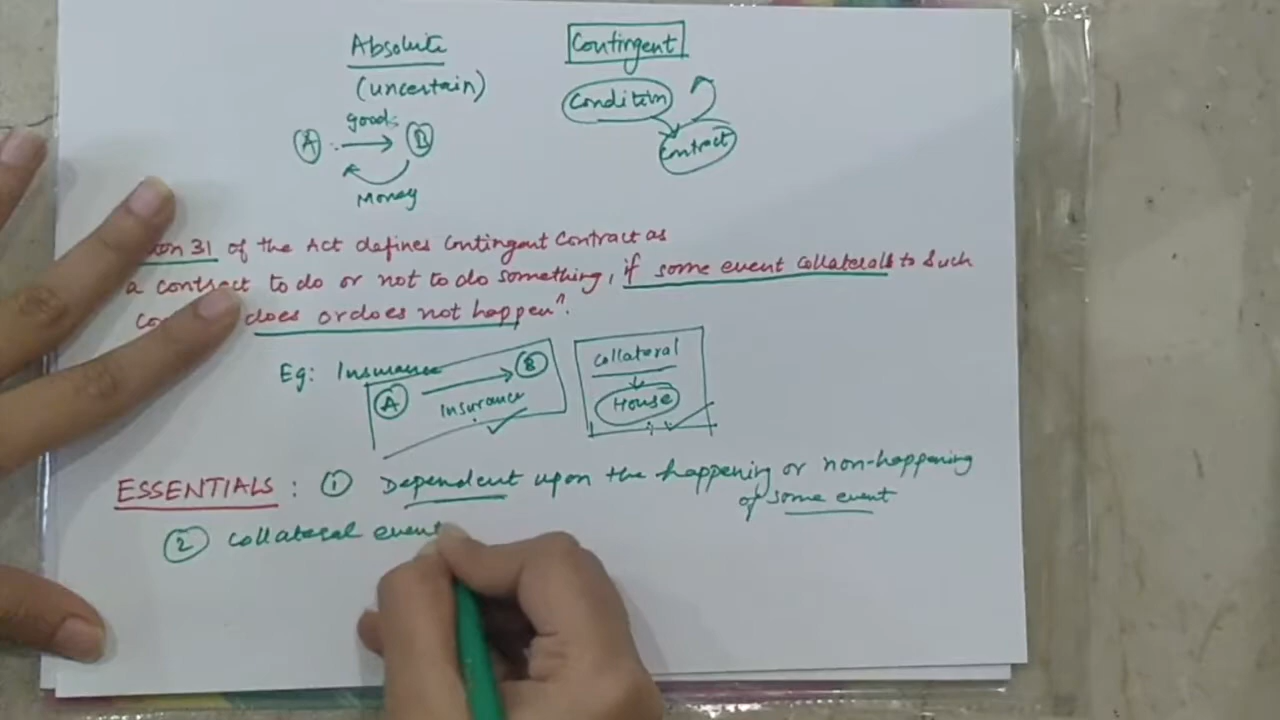 Absolute
(uncertain)
A
goods
B
Money
Contingent
Condition
Contract
on 31 of the Act defines Contingent Contract as
a contract to do or not to do something, if some event collateral to such
co does or does not happen".
Eg: Insurance
A
B
Insurance
Collateral
House
ESSENTIALS : 1 Dependent upon the happening or non-happening
of some event
2 Collateral event